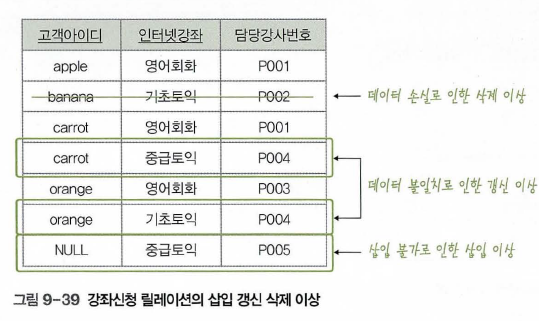 고객아이디 인터넷강좌 담당강사번호
apple 영어회화 P001
banana 기초토익 P002 데이터 손실로 인한 삭제 이상
carrot 영어회화 P001
carrot 중급토익 P004
데이터 불일치로 인한 갱신 이상
orange 영어회화 P003
orange 기초토익 P004
NULL 중급토익 P005 삽입 불가로 인한 삽입 이상
그림 9-39 강좌신청 릴레이션의 삽입 갱신 삭제 이상